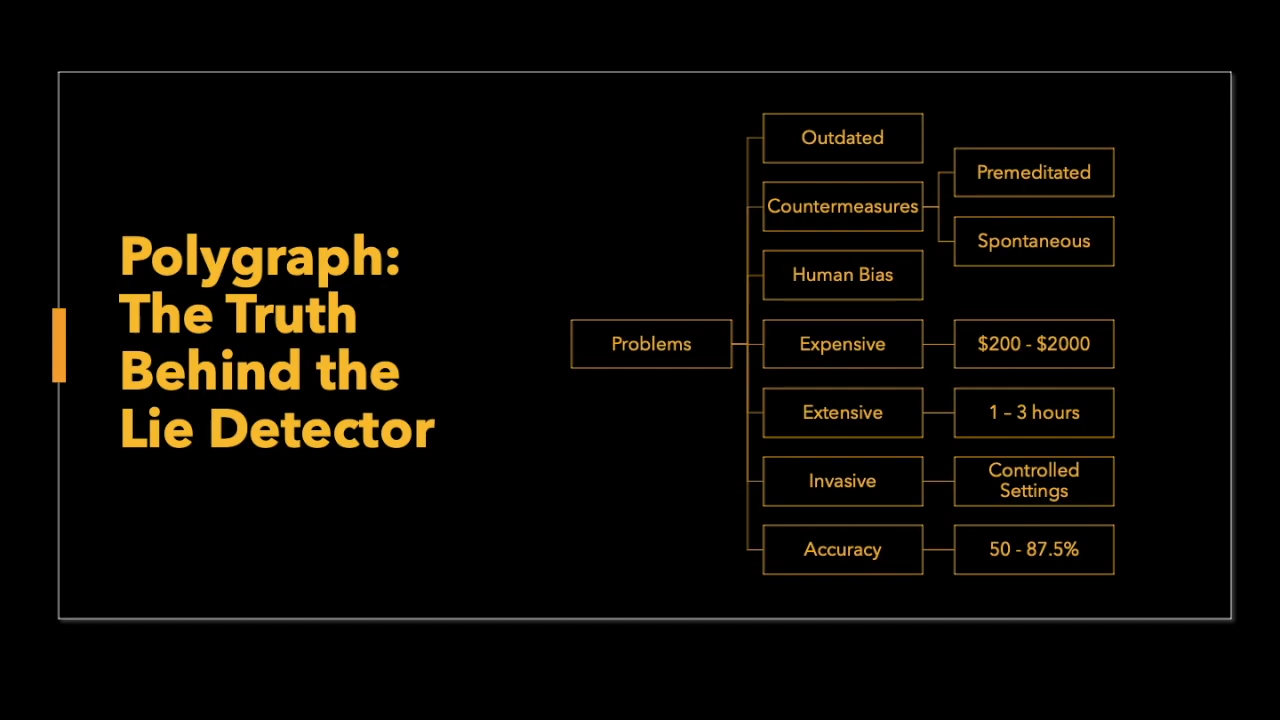 Polygraph:
The Truth
Behind the
Lie Detector
Problems
Outdated
Countermeasures
Premeditated
Spontaneous
Human Bias
Expensive
$200 - $2000
Extensive
1 – 3 hours
Invasive
Controlled
Settings
Accuracy
50 - 87.5%